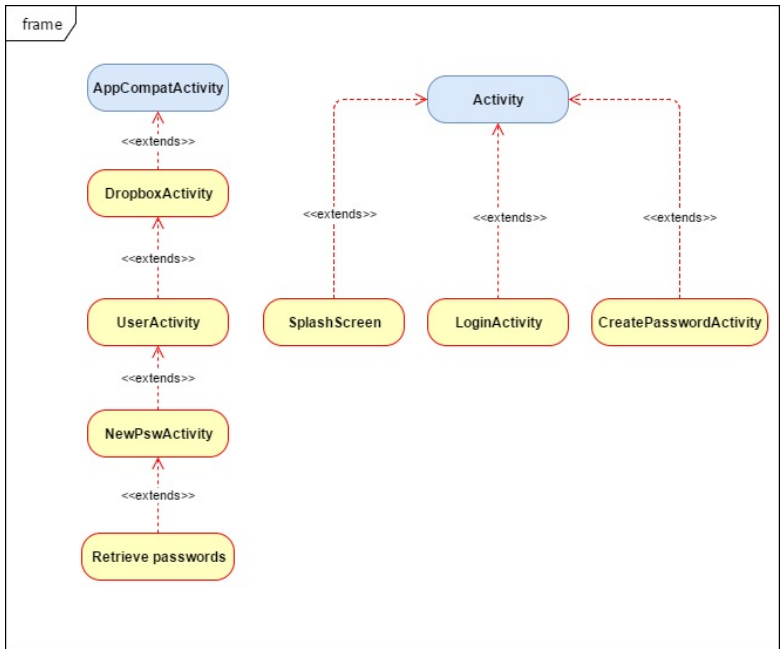 frame
AppCompatActivity
Activity
<<extends>>
DropboxActivity
<<extends>>
<<extends>>
<<extends>>
<<extends>>
UserActivity
SplashScreen
LoginActivity
CreatePasswordActivity
<<extends>>
NewPswActivity
<<extends>>
Retrieve passwords